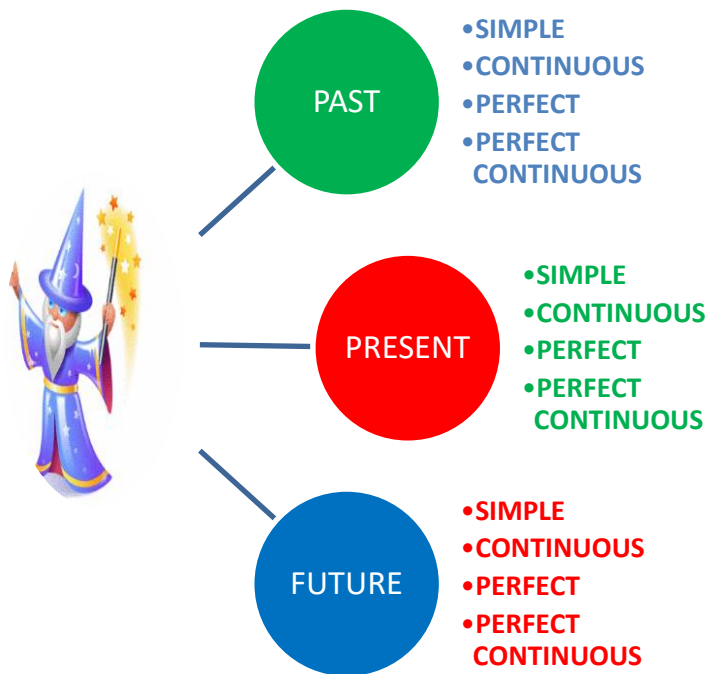 PAST
•SIMPLE
•CONTINUOUS
•PERFECT
•PERFECT
CONTINUOUS
PRESENT
•SIMPLE
•CONTINUOUS
•PERFECT
•PERFECT
CONTINUOUS
FUTURE
•SIMPLE
•CONTINUOUS
•PERFECT
•PERFECT
CONTINUOUS